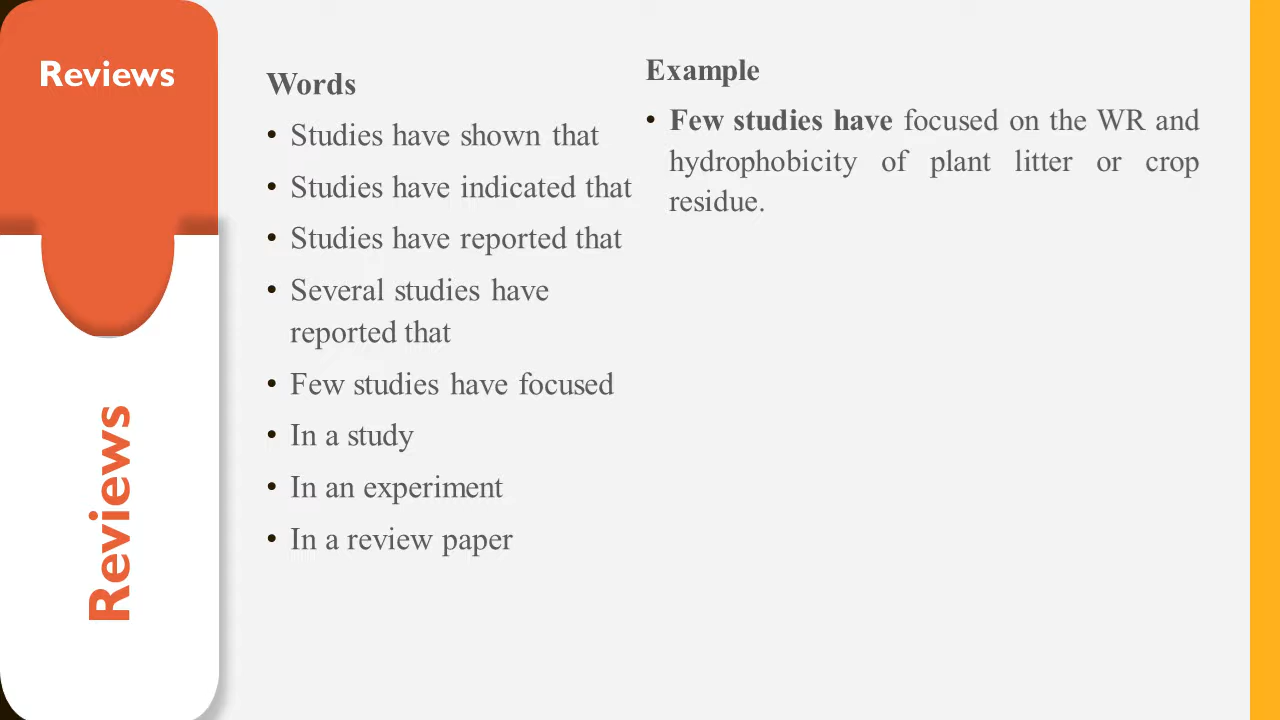 Reviews
Reviews
Words
• Studies have shown that
• Studies have indicated that
• Studies have reported that
• Several studies have
reported that
• Few studies have focused
• In a study
• In an experiment
• In a review paper
Example
• Few studies have focused on the WR and
hydrophobicity of plant litter or crop
residue.